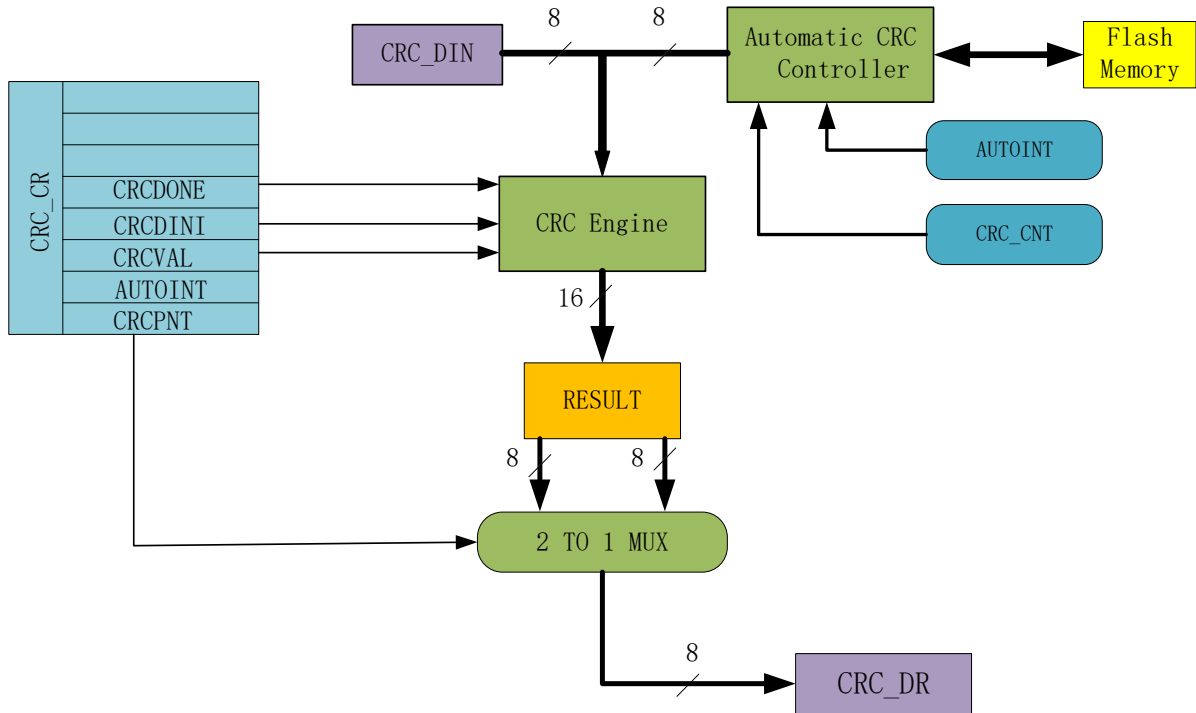 8
8
CRC_DIN
Automatic CRC
Controller
Flash
Memory
AUTOINT
CRC_CNT
CRC_CR
CRCDONE
CRCDINI
CRCVAL
AUTOINT
CRCPNT
CRC Engine
16
RESULT
8
8
2 TO 1 MUX
8
CRC_DR